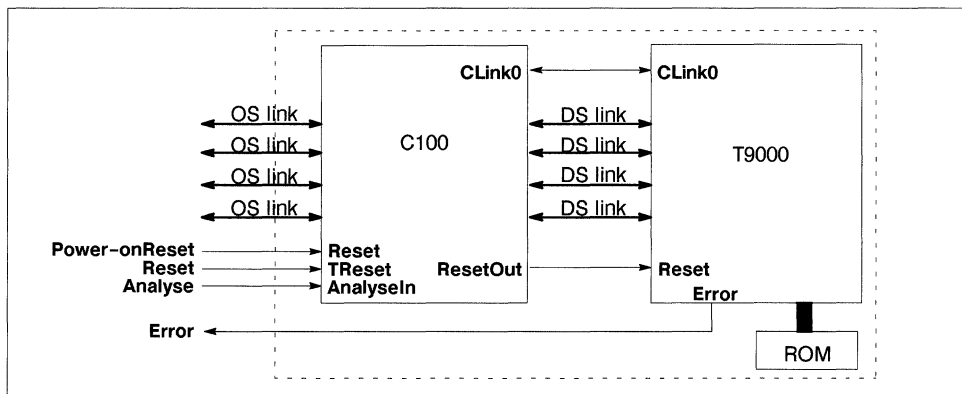 CLink0
CLink0
OS link
DS link
OS link
C100
DS link
T9000
OS link
DS link
OS link
DS link
Power-onReset
Reset
Reset
TReset
ResetOut
Reset
Analyse
AnalyseIn
Error
Error
ROM